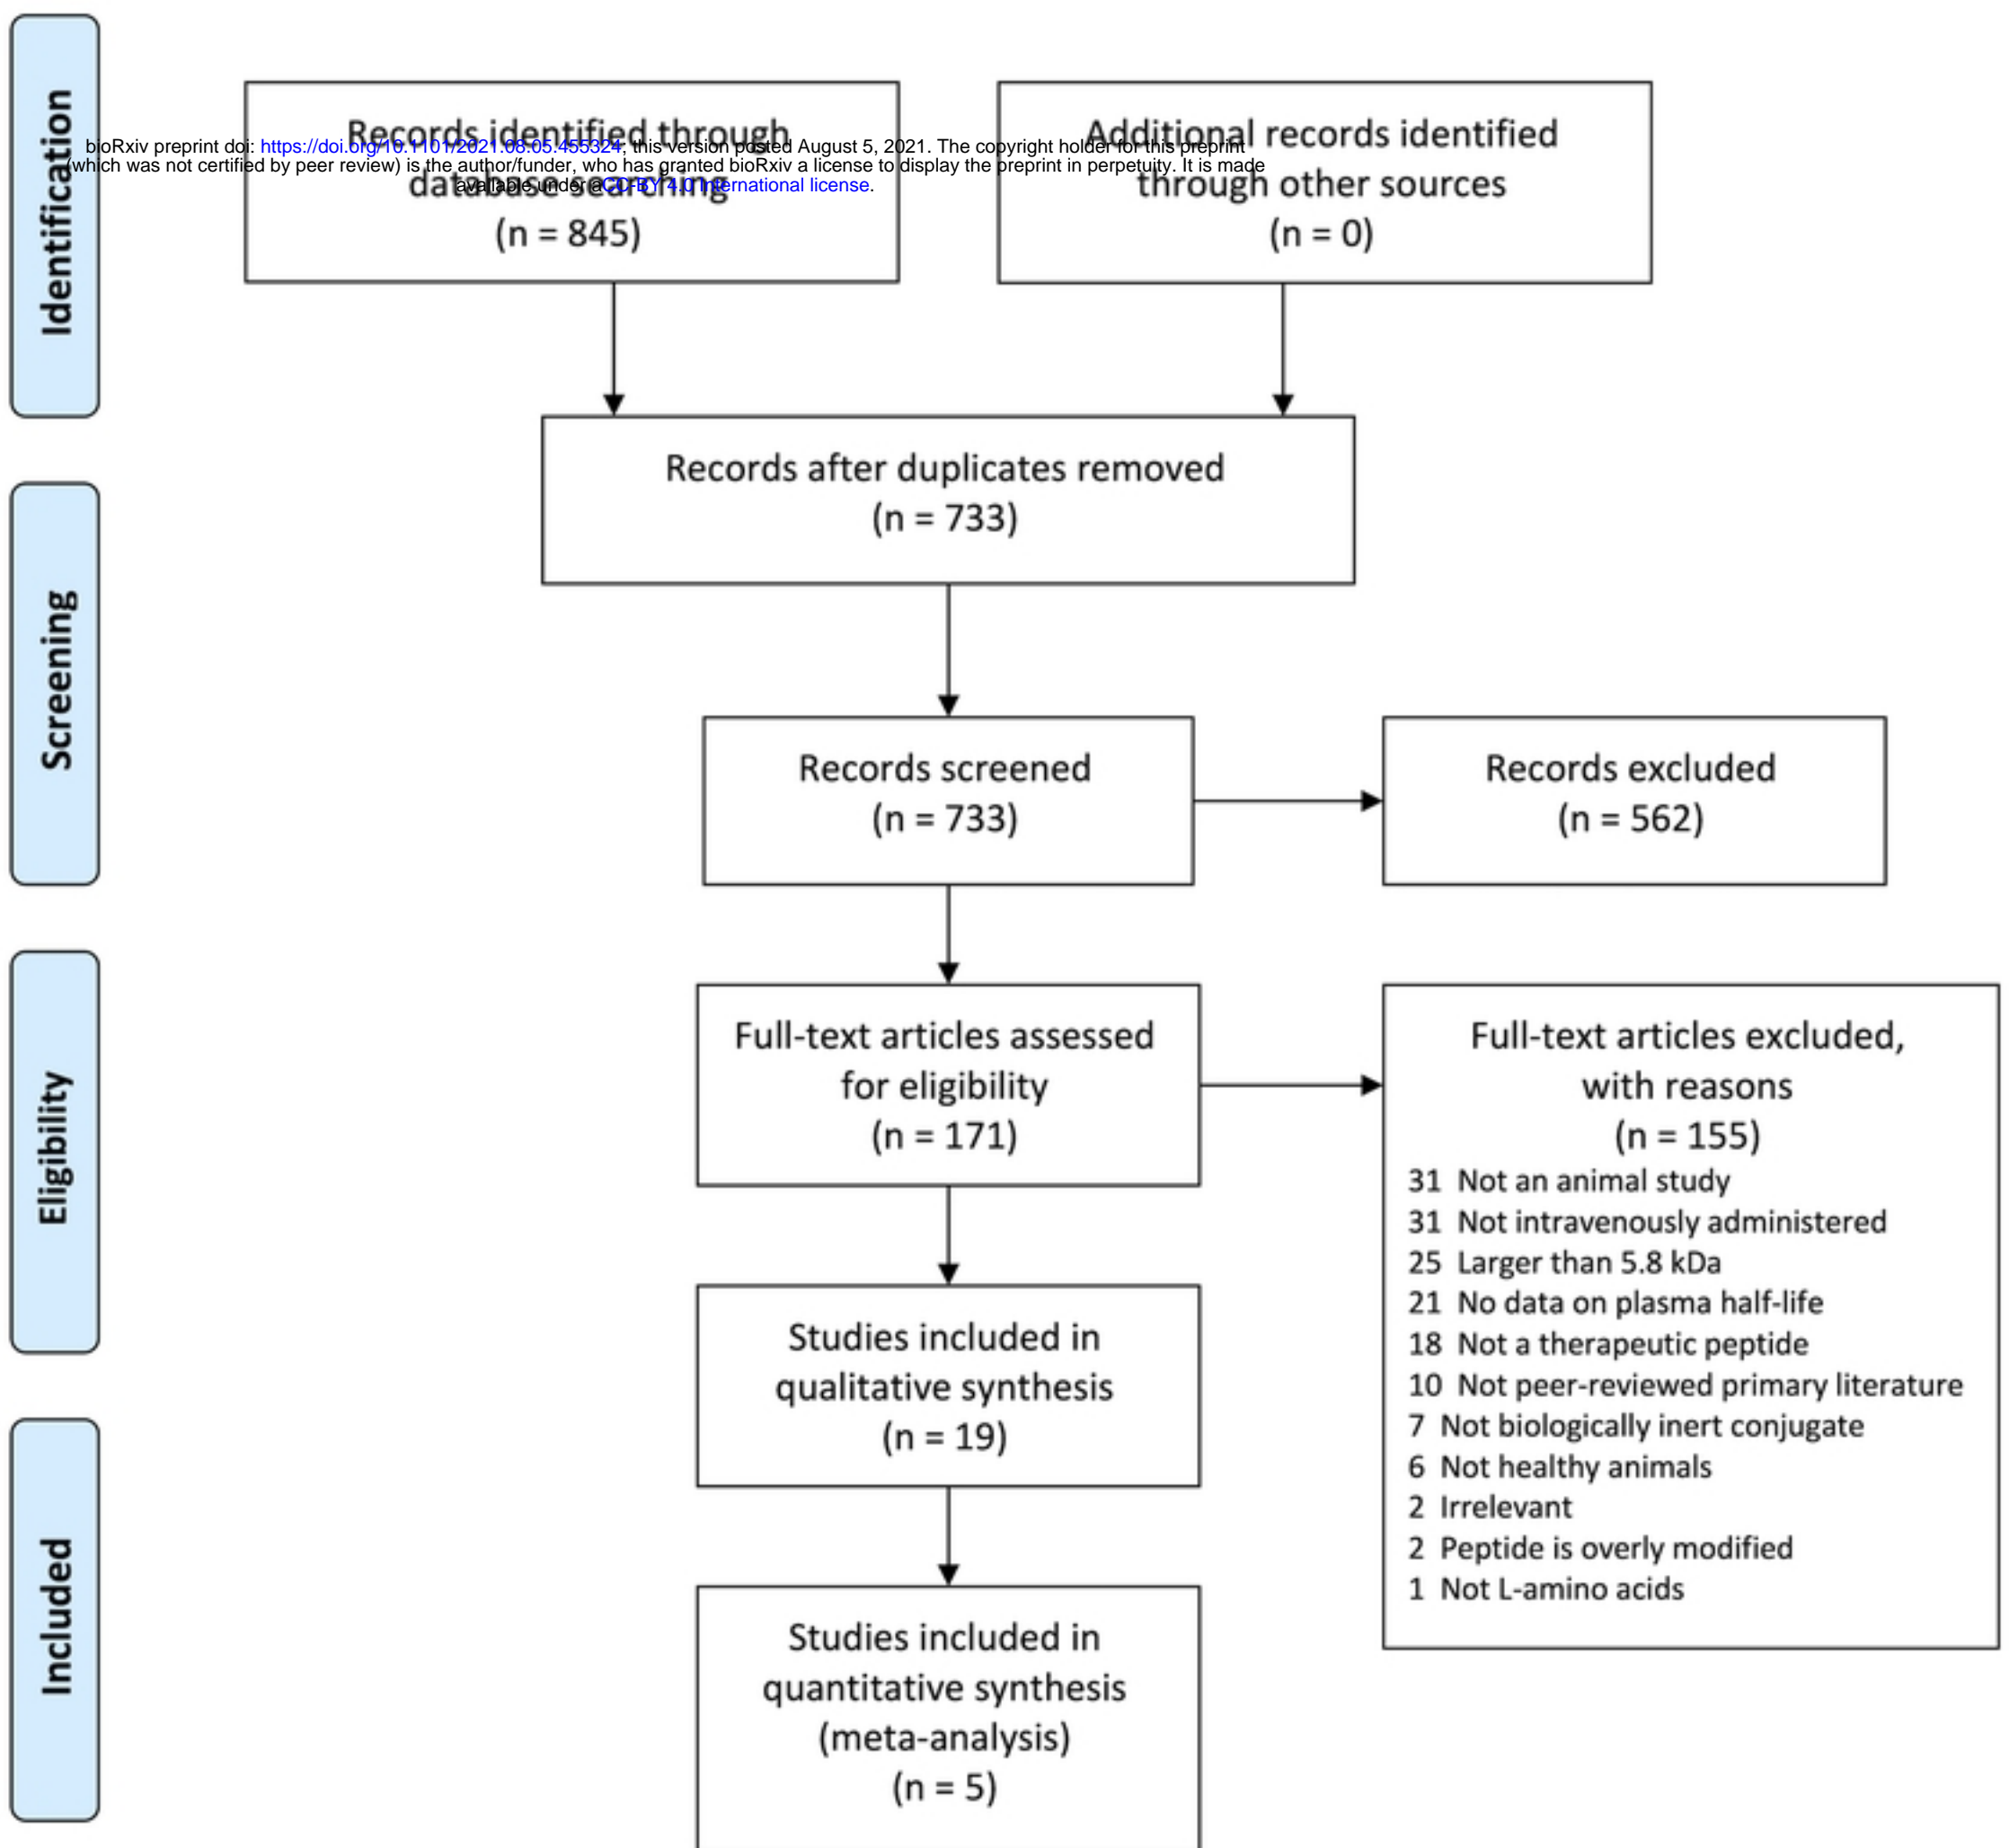 Identification
Records identified through
database searching
(n = 845)
Additional records identified
through other sources
(n = 0)
bioRxiv preprint doi: https://doi.org/10.1101/2021.08.05.455324; this version posted August 5, 2021. The copyright holder for this preprint
(which was not certified by peer review) is the author/funder, who has granted bioRxiv a license to display the preprint in perpetuity. It is made
available under aCC-BY 4.0 International license.
Records after duplicates removed
(n = 733)
Screening
Records screened
(n = 733)
Records excluded
(n = 562)
Eligibility
Full-text articles assessed
for eligibility
(n = 171)
Full-text articles excluded,
with reasons
(n = 155)
31 Not an animal study
31 Not intravenously administered
25 Larger than 5.8 kDa
21 No data on plasma half-life
18 Not a therapeutic peptide
10 Not peer-reviewed primary literature
7 Not biologically inert conjugate
6 Not healthy animals
2 Irrelevant
2 Peptide is overly modified
1 Not L-amino acids
Studies included in
qualitative synthesis
(n = 19)
Included
Studies included in
quantitative synthesis
(meta-analysis)
(n = 5)